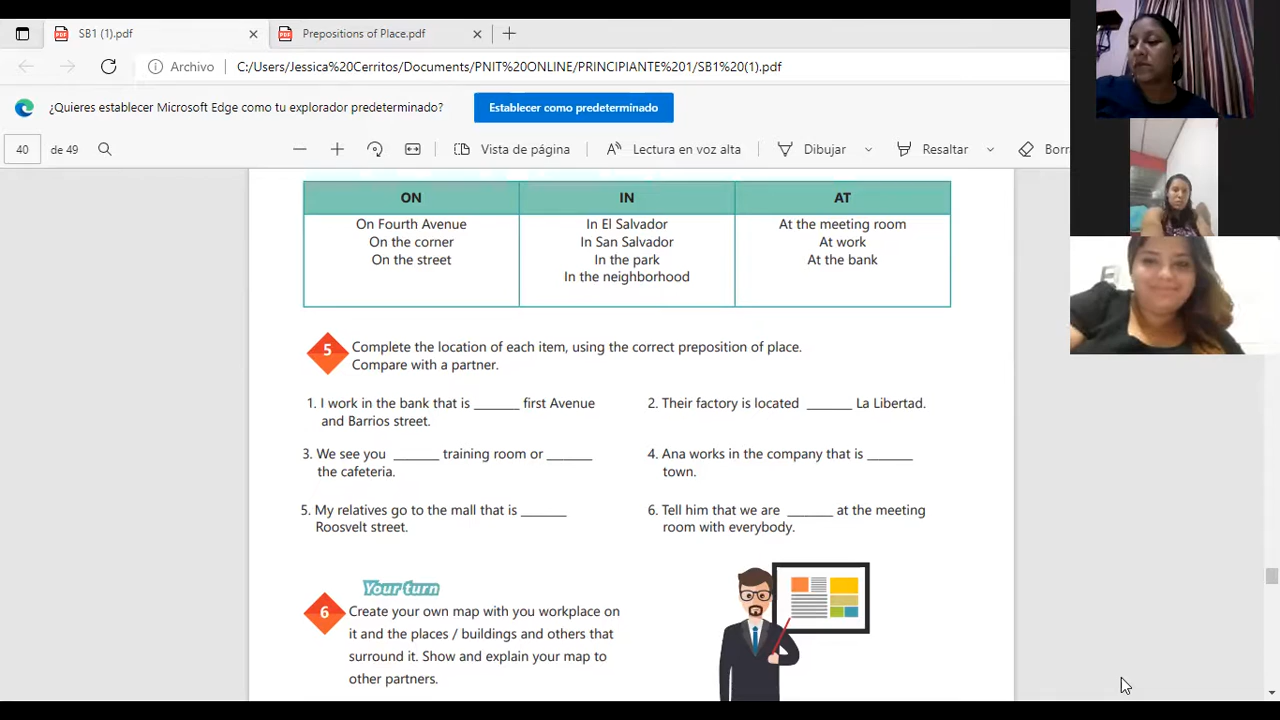 SB1 (1).pdf
Prepositions of Place.pdf
Archivo
C:/Users/Jessica%20Cerritos/Documents/PNIT%20ONLINE/PRINCIPIANTE%201/SB1%20(1).pdf
¿Quieres establecer Microsoft Edge como tu explorador predeterminado?
Establecer como predeterminado
40
de 49
Vista de página
Lectura en voz alta
Dibujar
Resaltar
Borr
ON
IN
AT
On Fourth Avenue
On the corner
On the street
In El Salvador
In San Salvador
In the park
In the neighborhood
At the meeting room
At work
At the bank
5
Complete the location of each item, using the correct preposition of place.
Compare with a partner.
1. I work in the bank that is _______ first Avenue
and Barrios street.
2. Their factory is located _______ La Libertad.
3. We see you _______ training room or _______
the cafeteria.
4. Ana works in the company that is _______
town.
5. My relatives go to the mall that is _______
Roosvelt street.
6. Tell him that we are _______ at the meeting
room with everybody.
Your turn
6
Create your own map with you workplace on
it and the places / buildings and others that
surround it. Show and explain your map to
other partners.